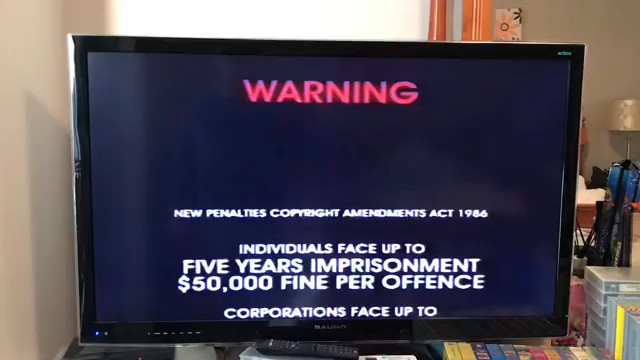 WARNING
NEW PENALTIES COPYRIGHT AMENDMENTS ACT 1986
INDIVIDUALS FACE UP TO
FIVE YEARS IMPRISONMENT
$50,000 FINE PER OFFENCE
CORPORATIONS FACE UP TO
BAUHN